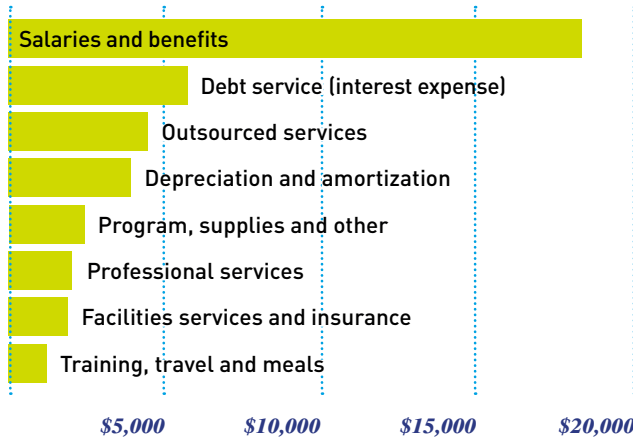 Salaries and benefits
Debt service (interest expense)
Outsourced services
Depreciation and amortization
Program, supplies and other
Professional services
Facilities services and insurance
Training, travel and meals
$5,000 $10,000 $15,000 $20,000